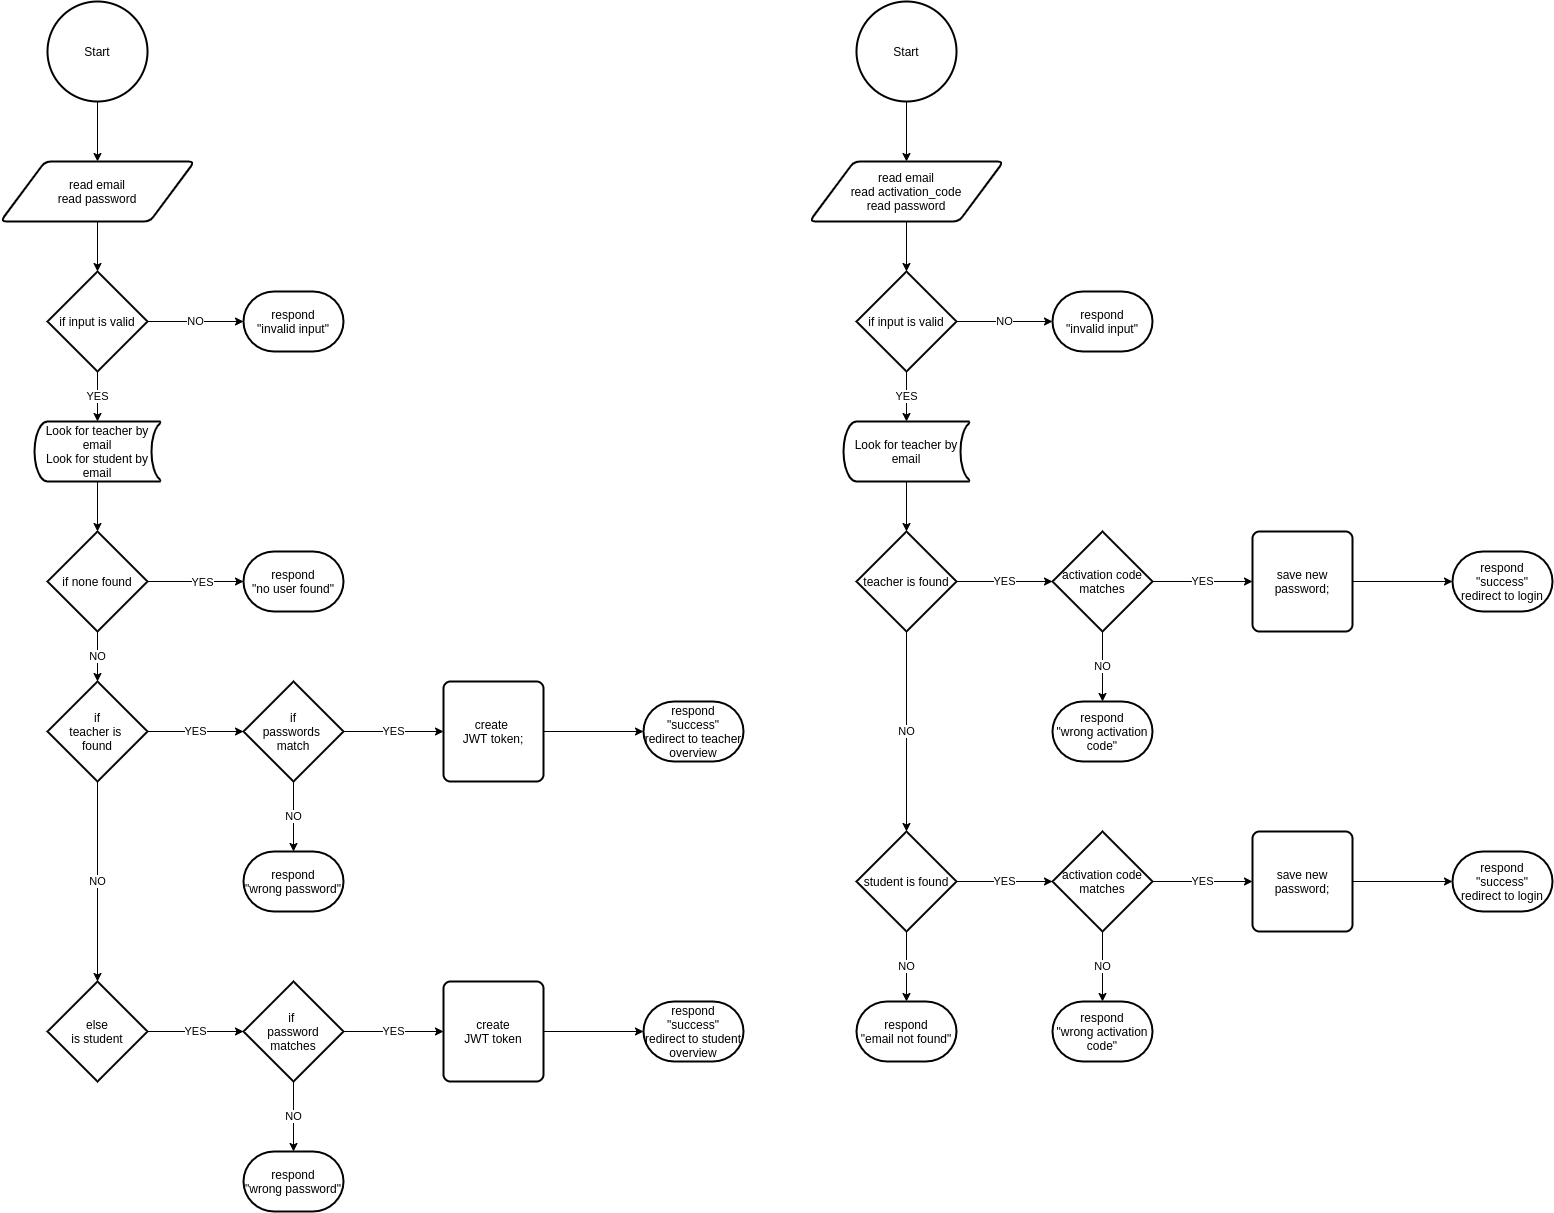 Start
read email
read password
if input is valid
NO
respond
"invalid input"
YES
Look for teacher by
email
Look for student by
email
if none found
YES
respond
"no user found"
NO
if
teacher is
found
YES
if
passwords
match
YES
create
JWT token;
respond
"success"
redirect to teacher
overview
NO
respond
"wrong password"
NO
else
is student
YES
if
password
matches
YES
create
JWT token
respond
"success"
redirect to student
overview
NO
respond
"wrong password"
Start
read email
read activation_code
read password
if input is valid
NO
respond
"invalid input"
YES
Look for teacher by
email
teacher is found
YES
activation code
matches
YES
save new
password;
respond
"success"
redirect to login
NO
respond
"wrong activation
code"
NO
student is found
YES
activation code
matches
YES
save new
password;
respond
"success"
redirect to login
NO
respond
"email not found"
NO
respond
"wrong activation
code"